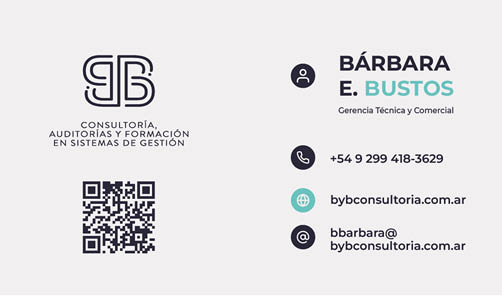 BB
CONSULTORÍA,
AUDITORÍAS Y FORMACIÓN
EN SISTEMAS DE GESTIÓN
BÁRBARA
E. BUSTOS
Gerencia Técnica y Comercial
+54 9 299 418-3629
bybconsultoria.com.ar
bbarbara@
bybconsultoria.com.ar